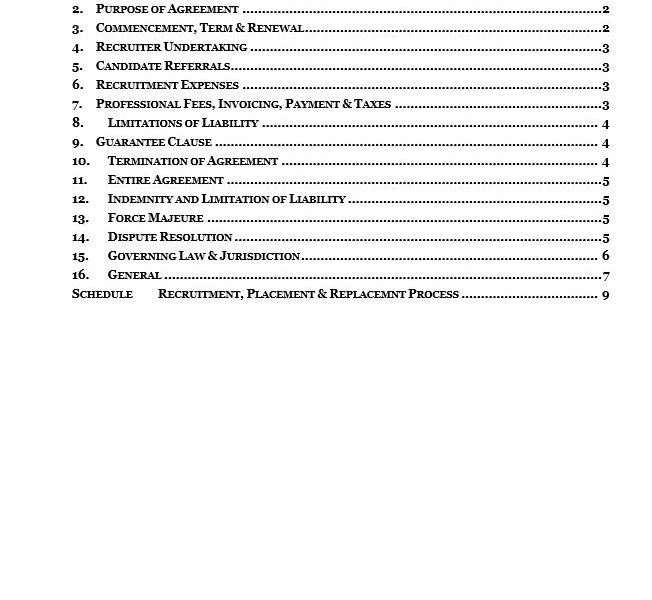 2. Purpose of Agreement ........................................................................................................2
3. Commencement, Term & Renewal......................................................................................2
4. Recruiter Undertaking ......................................................................................................3
5. Candidate Referrals............................................................................................................3
6. Recruitment Expenses ........................................................................................................3
7. Professional Fees, Invoicing, Payment & Taxes ............................................................3
8. Limitations of Liability .................................................................................................. 4
9. Guarantee Clause ............................................................................................................... 4
10. Termination of Agreement ............................................................................................ 4
11. Entire Agreement ............................................................................................................5
12. Indemnity and Limitation of Liability .........................................................................5
13. Force Majeure ..................................................................................................................5
14. Dispute Resolution ..........................................................................................................5
15. Governing Law & Jurisdiction...................................................................................... 6
16. General ..............................................................................................................................7
Schedule Recruitment, Placement & Replacemnt Process ....................................... 9